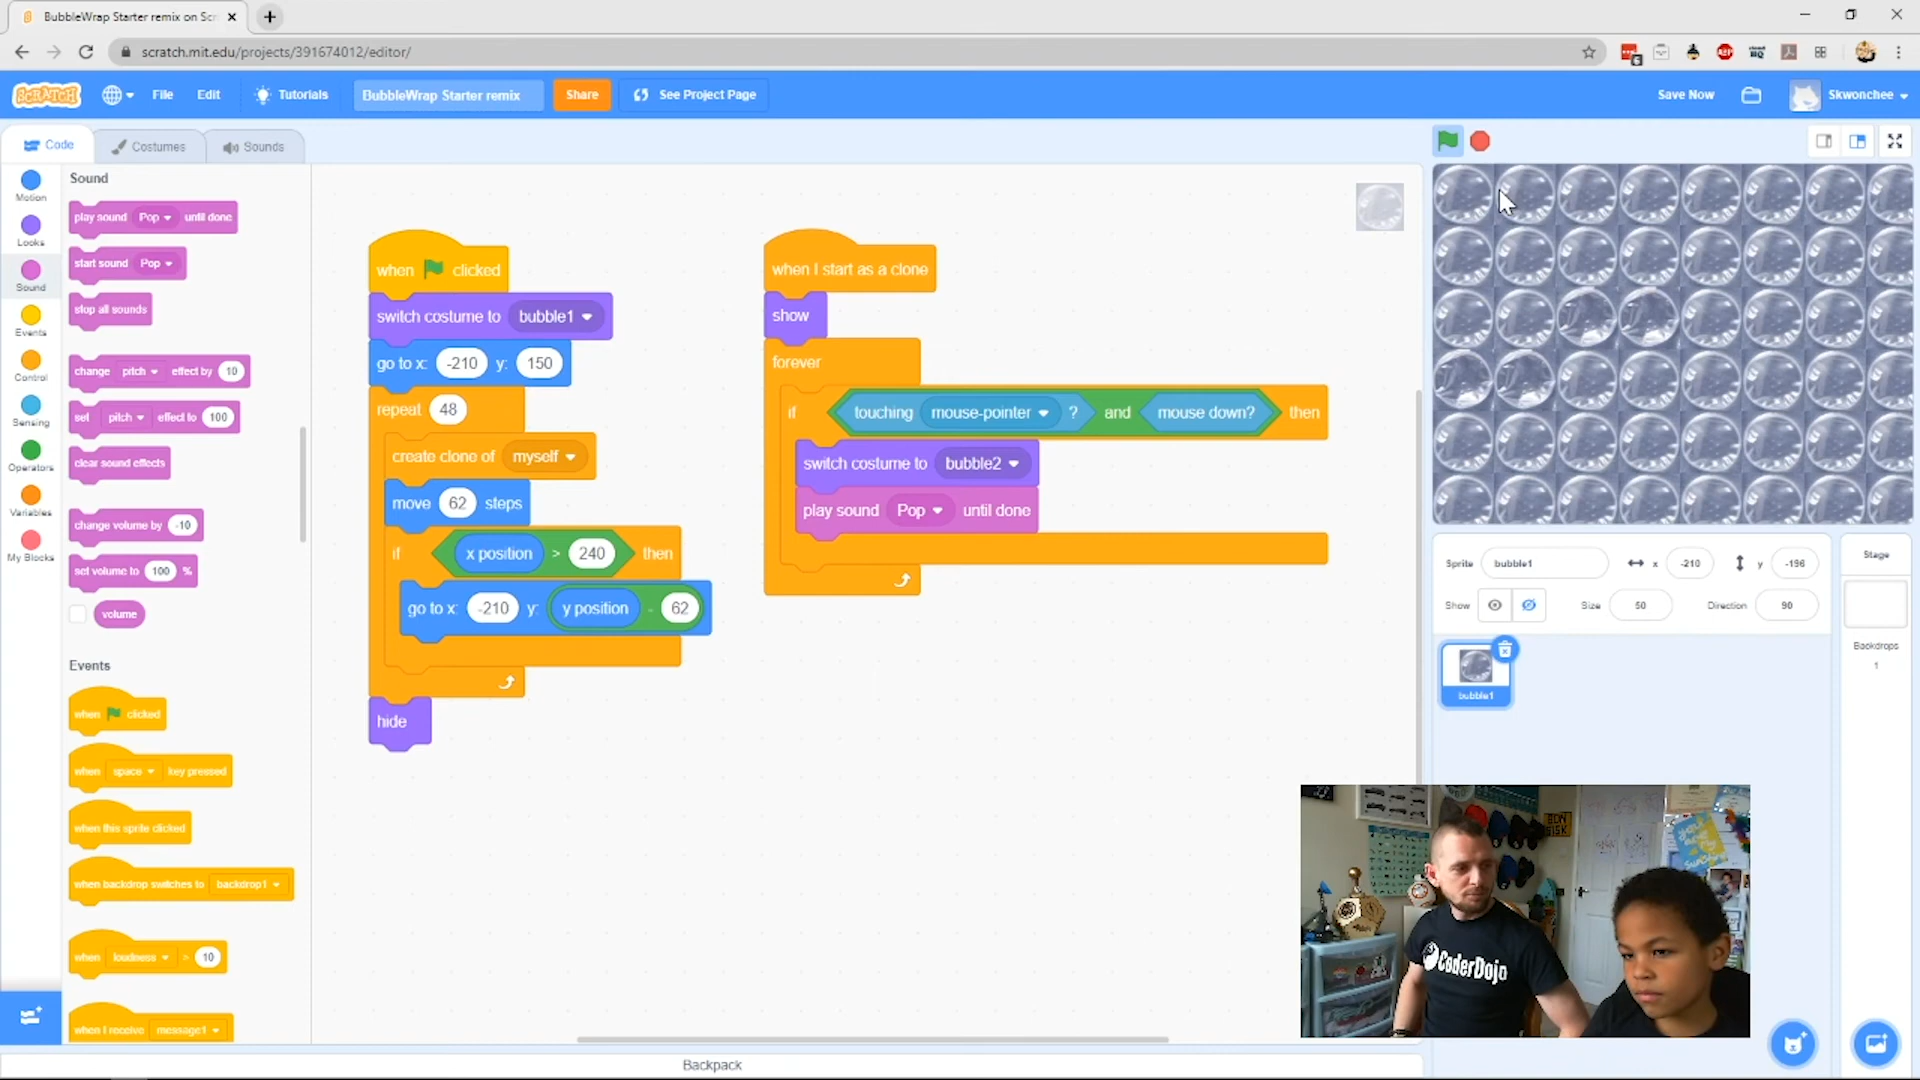 BubbleWrap Starter remix on Scr
scratch.mit.edu/projects/391674012/editor/
SCRATCH File Edit Tutorials BubbleWrap Starter remix Share See Project Page Save Now Skwonchee
Code Costumes Sounds
Motion
Looks
Sound
Events
Control
Sensing
Operators
Variables
My Blocks
Sound
play sound Pop until done
start sound Pop
stop all sounds
change pitch effect by 10
set pitch effect to 100
clear sound effects
change volume by -10
set volume to 100 %
volume
Events
when clicked
when space key pressed
when this sprite clicked
when backdrop switches to backdrop1
when loudness > 10
when I receive message1
when clicked
switch costume to bubble1
go to x: -210 y: 150
repeat 48
create clone of myself
move 62 steps
if x position > 240 then
go to x: -210 y: y position - 62
hide
when I start as a clone
show
forever
if touching mouse-pointer ? and mouse down? then
switch costume to bubble2
play sound Pop until done
Sprite bubble1 x -210 y -196
Show Size 50 Direction 90
bubble1
Stage
Backdrops
1
CoderDojo
Backpack